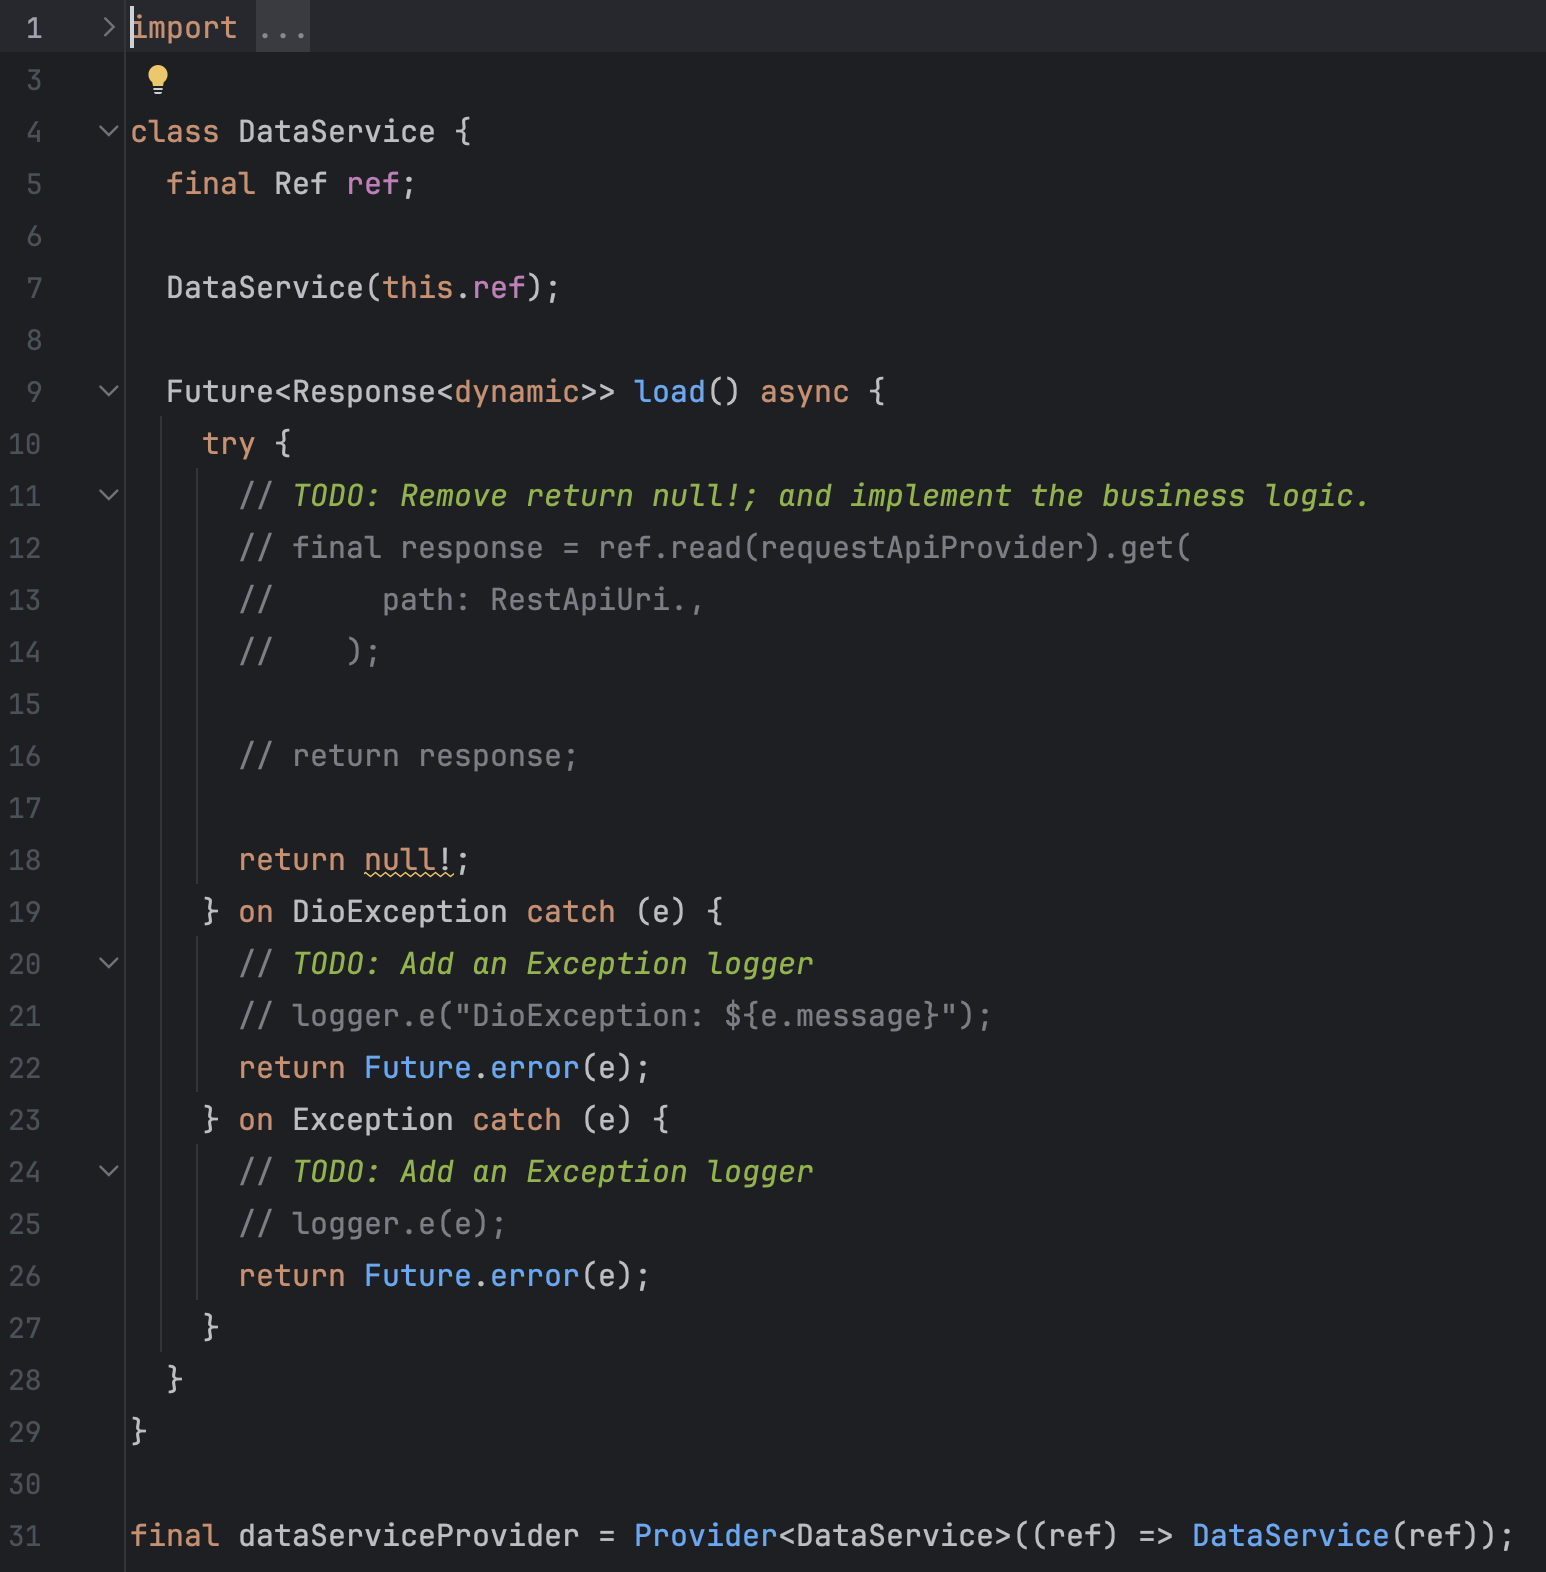 1 import ...
3
4 class DataService {
5   final Ref ref;
6
7   DataService(this.ref);
8
9   Future<Response<dynamic>> load() async {
10     try {
11       // TODO: Remove return null!; and implement the business logic.
12       // final response = ref.read(requestApiProvider).get(
13       //      path: RestApiUri.,
14       //    );
15
16       // return response;
17
18       return null!;
19     } on DioException catch (e) {
20       // TODO: Add an Exception logger
21       // logger.e("DioException: ${e.message}");
22       return Future.error(e);
23     } on Exception catch (e) {
24       // TODO: Add an Exception logger
25       // logger.e(e);
26       return Future.error(e);
27     }
28   }
29 }
30
31 final dataServiceProvider = Provider<DataService>((ref) => DataService(ref));